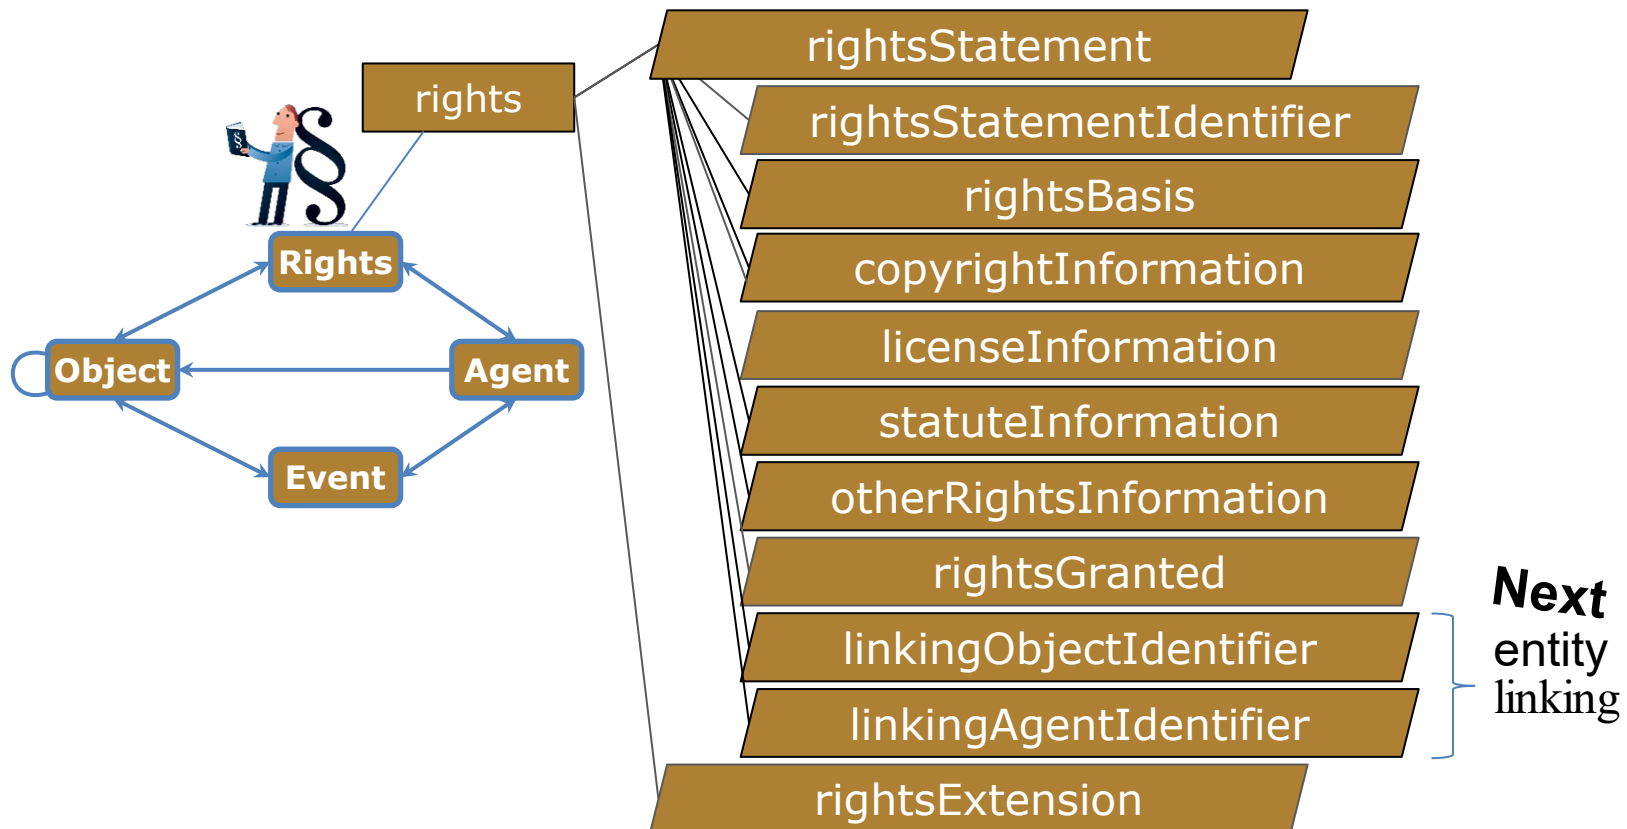 rightsStatement
rights
rightsStatementIdentifier
rightsBasis
Rights
copyrightInformation
licenseInformation
Object
Agent
statuteInformation
Event
otherRightsInformation
rightsGranted
linkingObjectIdentifier
linkingAgentIdentifier
Next
entity
linking
rightsExtension
§
§